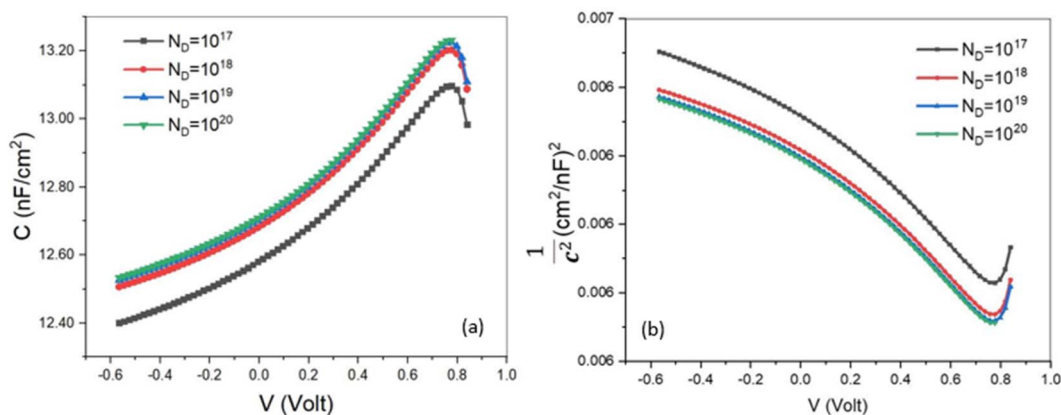 N_D=10^17
N_D=10^18
N_D=10^19
N_D=10^20
13.20
13.00
12.80
12.60
12.40
C (nF/cm²)
-0.6 -0.4 -0.2 0.0 0.2 0.4 0.6 0.8 1.0
V (Volt)
(a)
N_D=10^17
N_D=10^18
N_D=10^19
N_D=10^20
0.007
0.006
0.006
0.006
0.006
0.006
1/c² (cm²/nF)²
-0.6 -0.4 -0.2 0.0 0.2 0.4 0.6 0.8 1.0
V (Volt)
(b)